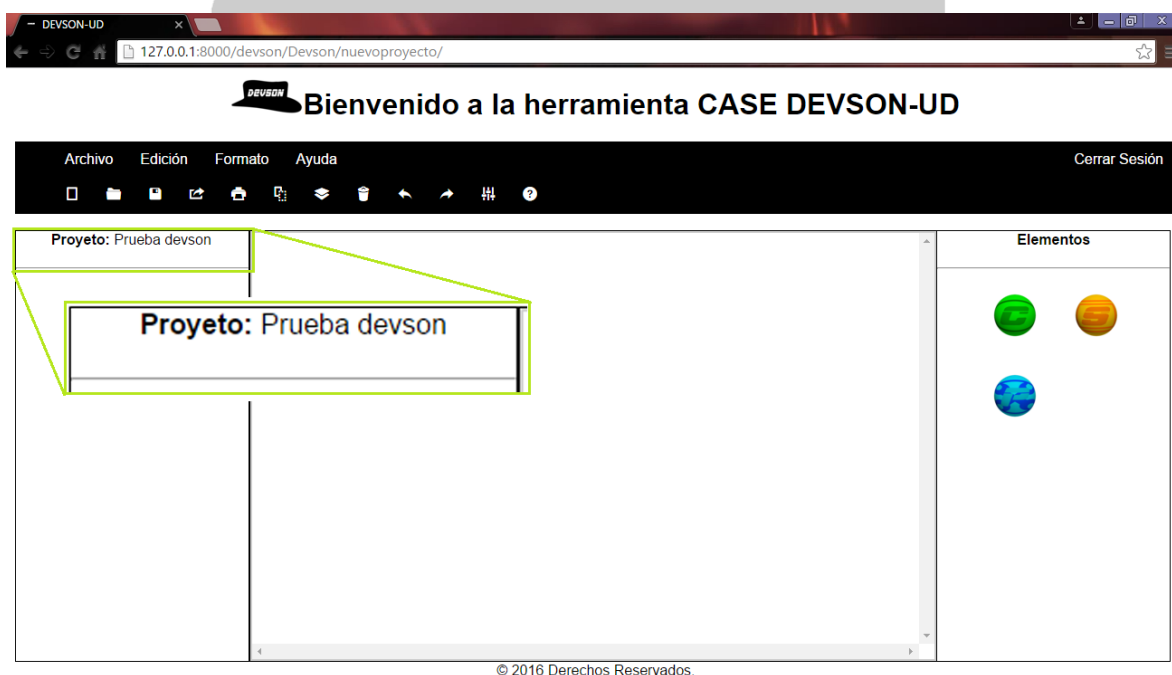 DEVSON-UD
127.0.0.1:8000/devson/Devson/nuevoproyecto/
DEVSON
Bienvenido a la herramienta CASE DEVSON-UD
Archivo Edición Formato Ayuda Cerrar Sesión
Proyeto: Prueba devson
Elementos
Proyeto: Prueba devson
C S
© 2016 Derechos Reservados.